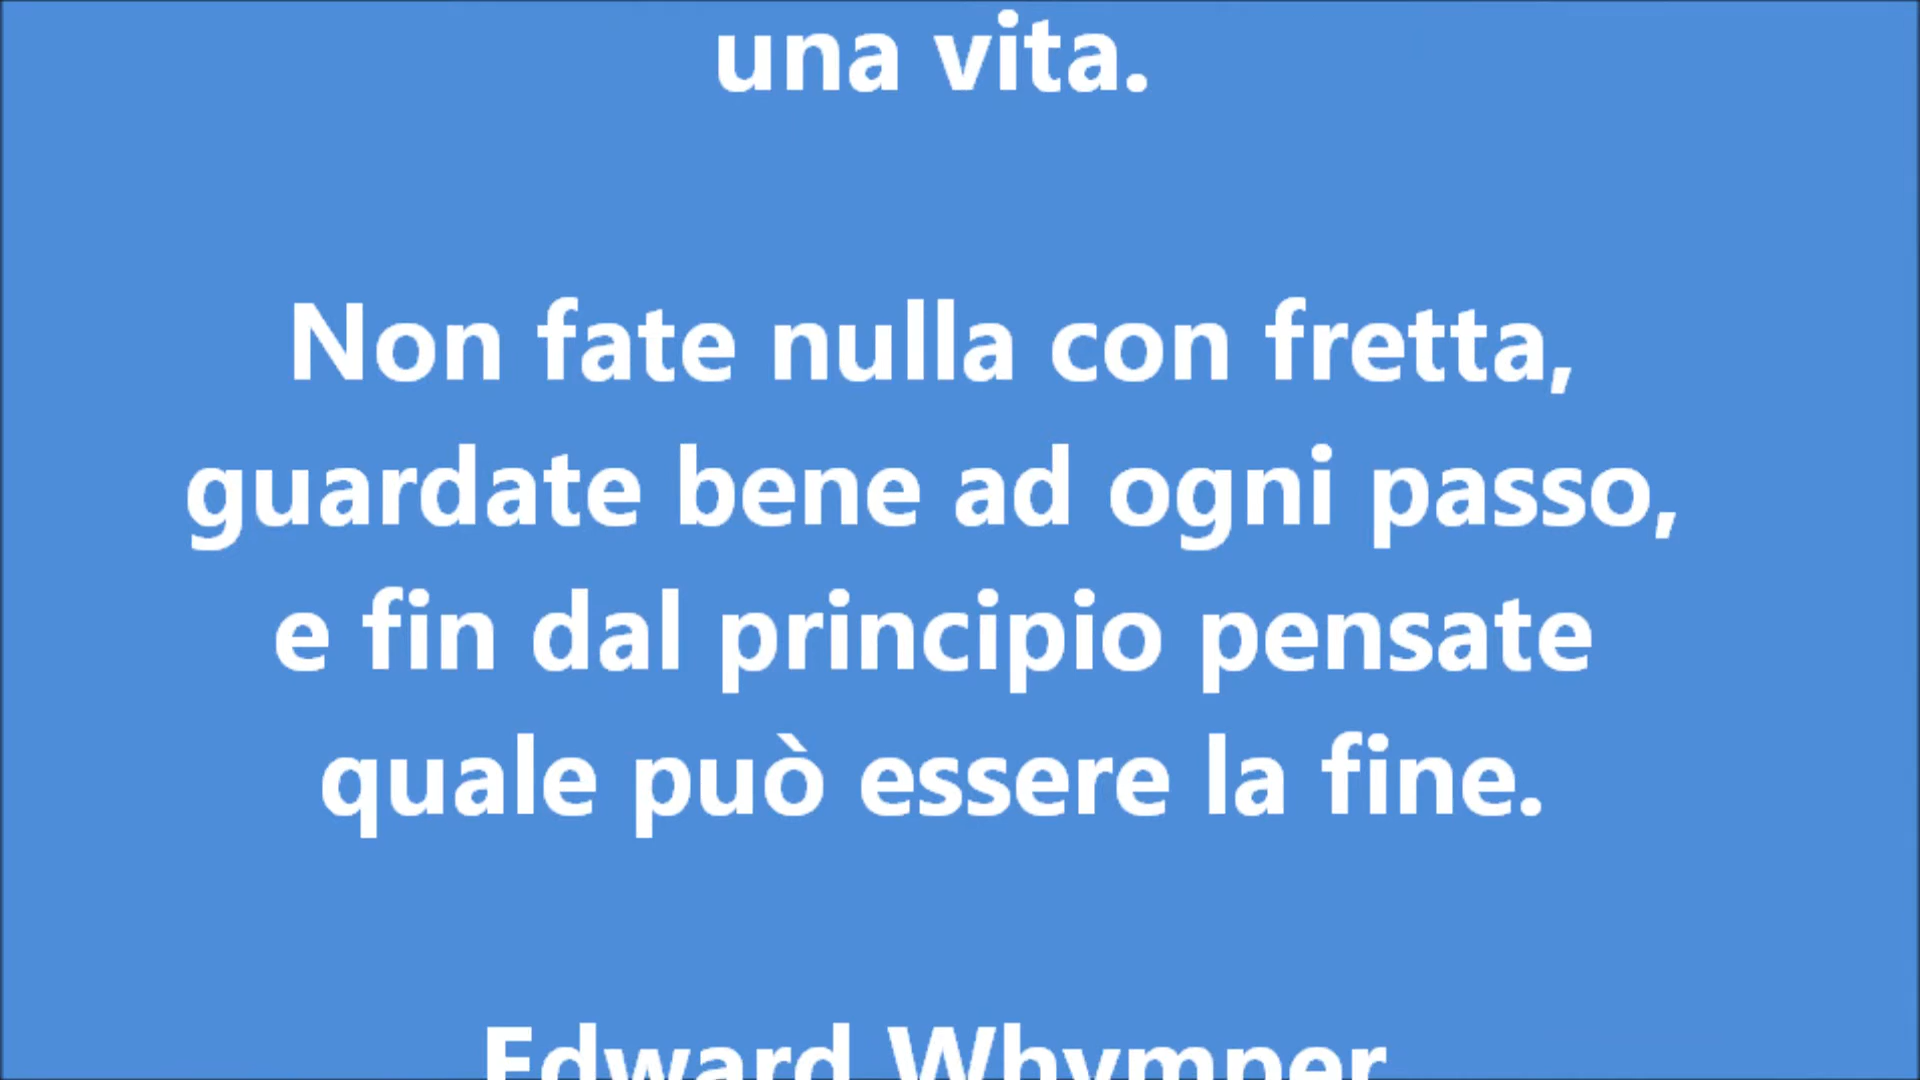 una vita.
Non fate nulla con fretta,
guardate bene ad ogni passo,
e fin dal principio pensate
quale può essere la fine.
Edward Whymper